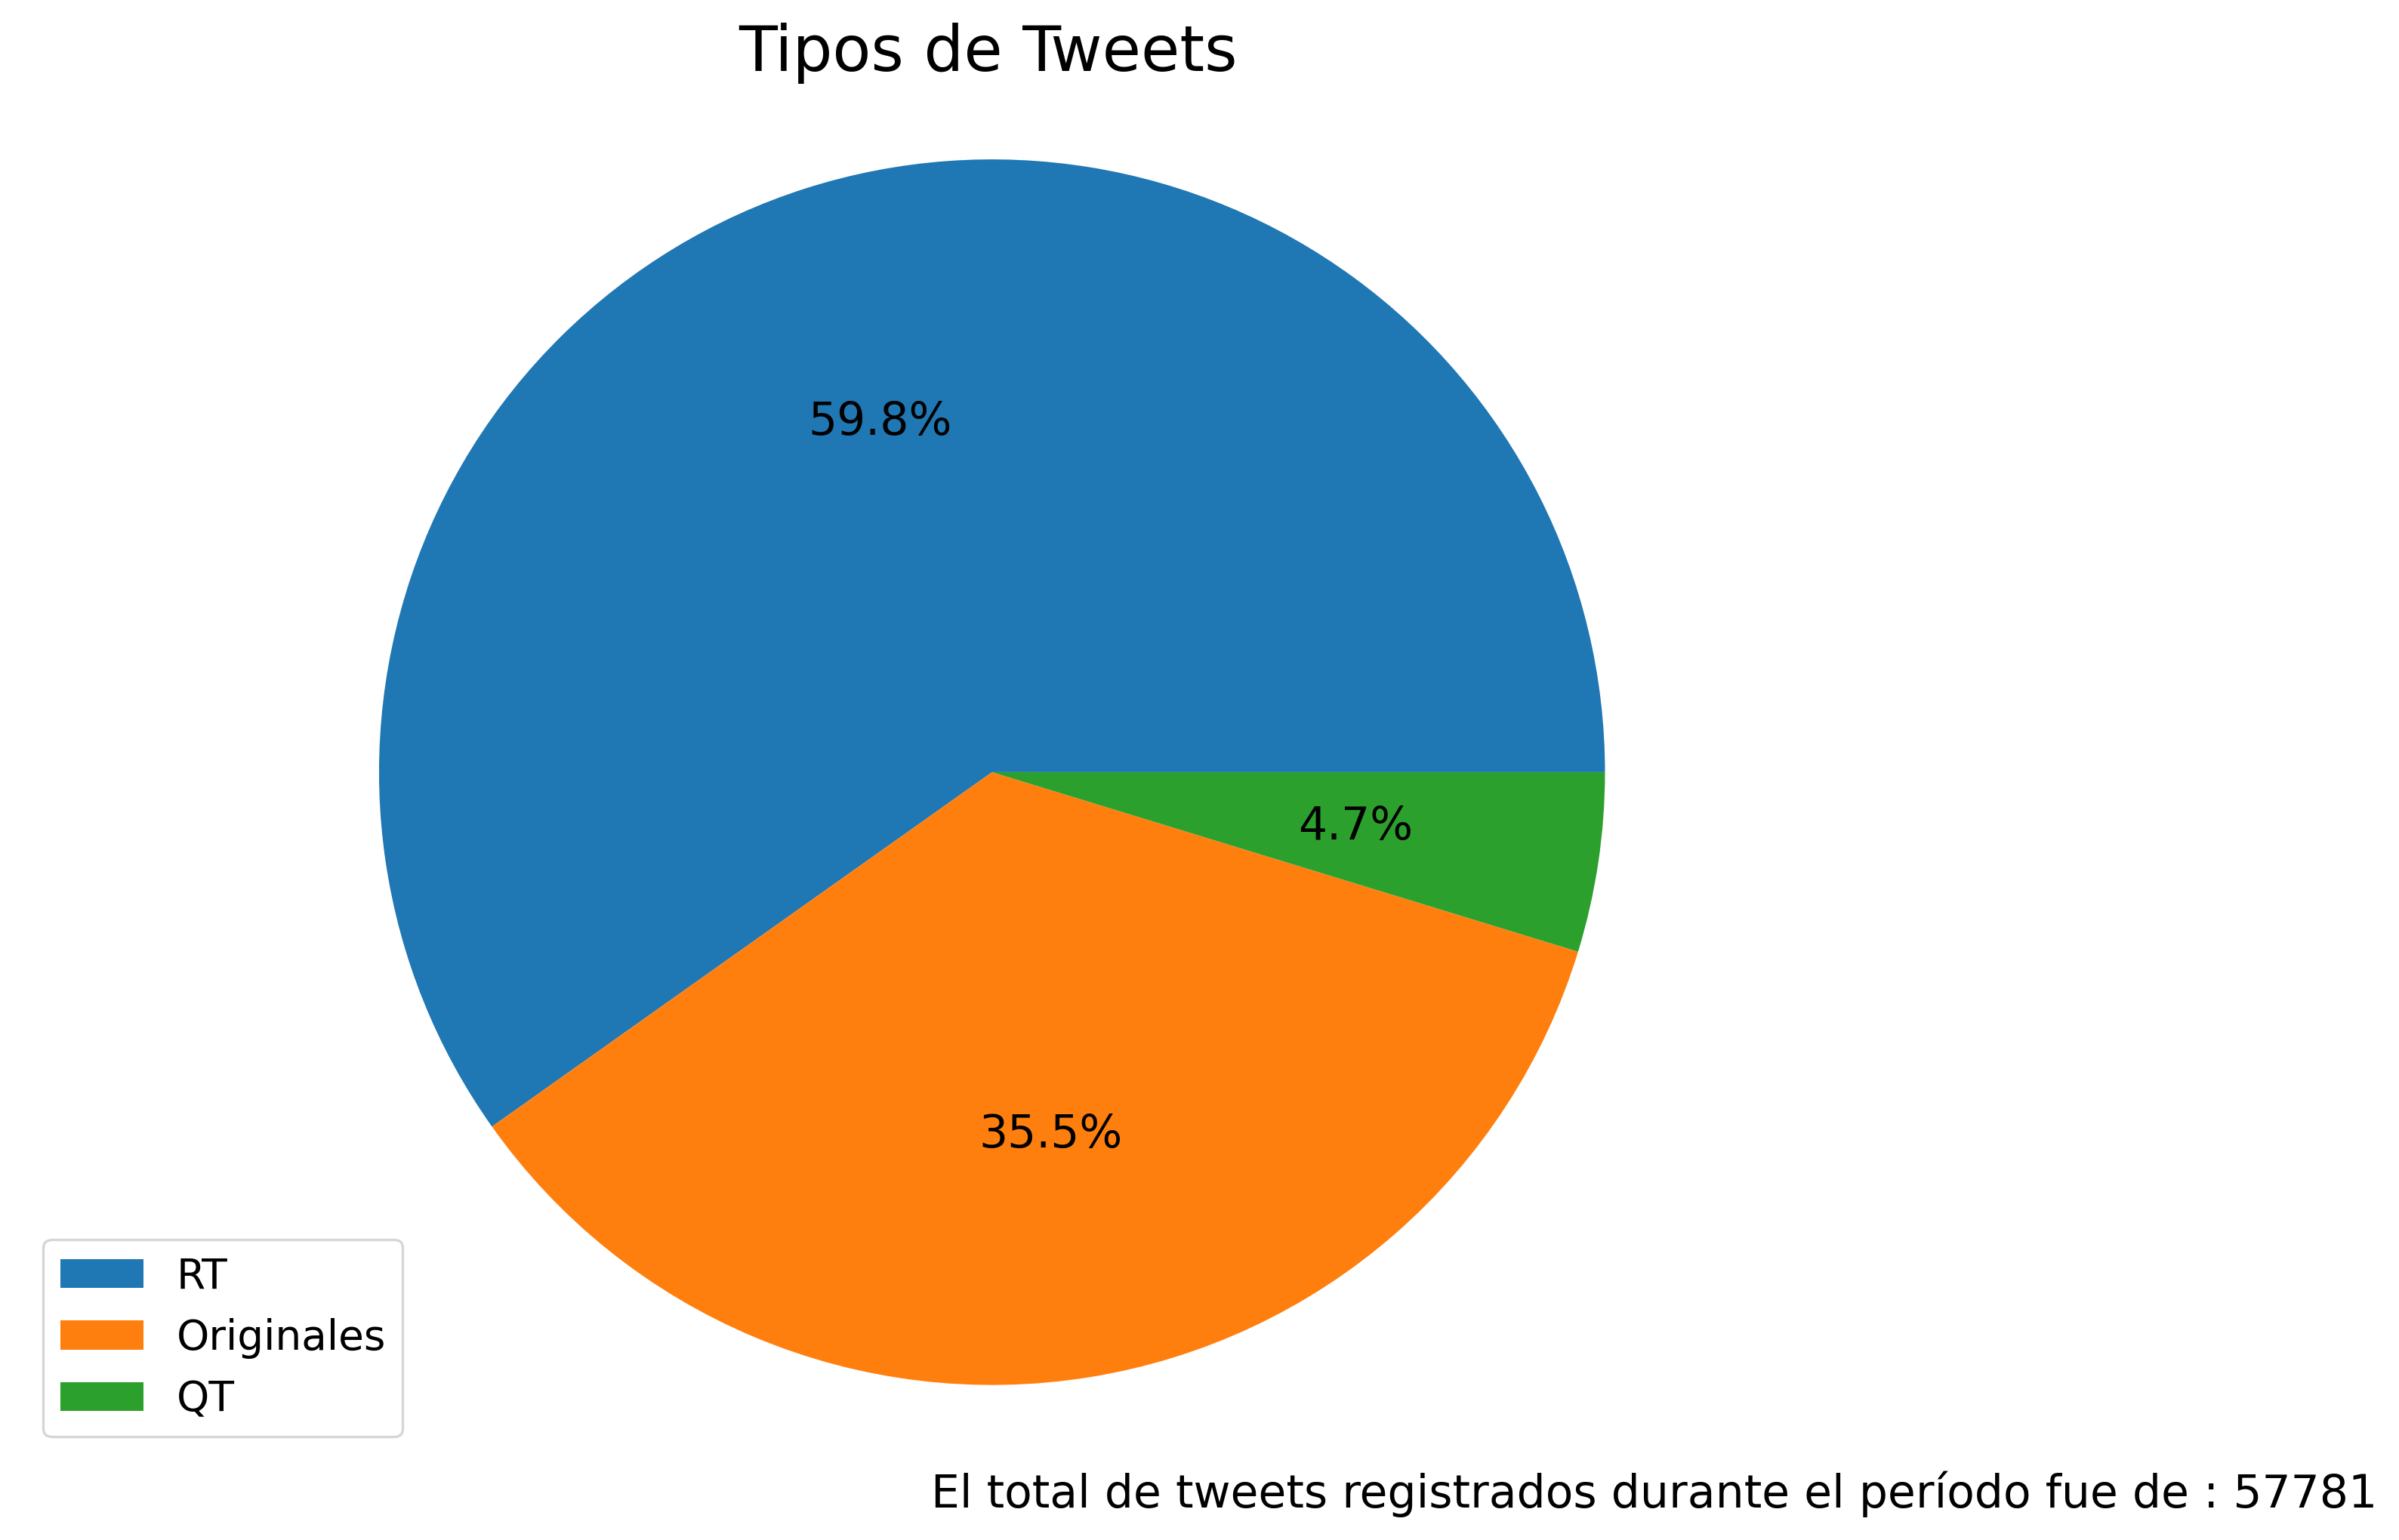 Tipos de Tweets
59.8%
4.7%
35.5%
RT
Originales
QT
El total de tweets registrados durante el período fue de : 57781